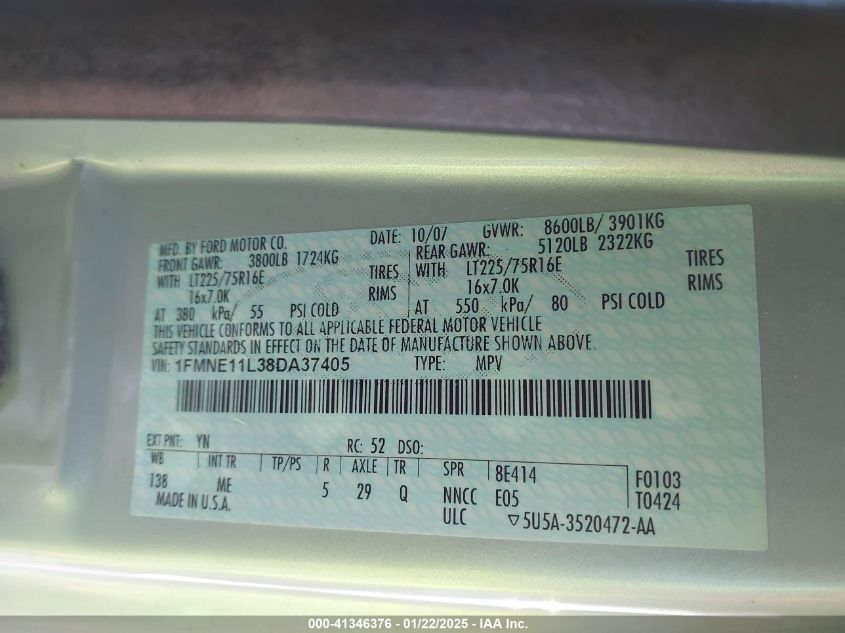 MFD. BY FORD MOTOR CO. DATE: 10/07 GVWR: 8600LB/ 3901KG
FRONT GAWR: 3800LB 1724KG REAR GAWR: 5120LB 2322KG
WITH LT225/75R16E TIRES WITH LT225/75R16E TIRES
16x7.0K RIMS 16x7.0K RIMS
AT 380 kPa/ 55 PSI COLD AT 550 kPa/ 80 PSI COLD
THIS VEHICLE CONFORMS TO ALL APPLICABLE FEDERAL MOTOR VEHICLE
SAFETY STANDARDS IN EFFECT ON THE DATE OF MANUFACTURE SHOWN ABOVE.
VIN: 1FMNE11L38DA37405 TYPE: MPV
EXT PNT: YN RC: 52 DSO:
WB INT TR TP/PS R AXLE TR SPR 8E414 F0103
138 ME 5 29 Q NNCC E05 T0424
MADE IN U.S.A. ULC ▽5U5A-3520472-AA
000-41346376 - 01/22/2025 - IAA Inc.